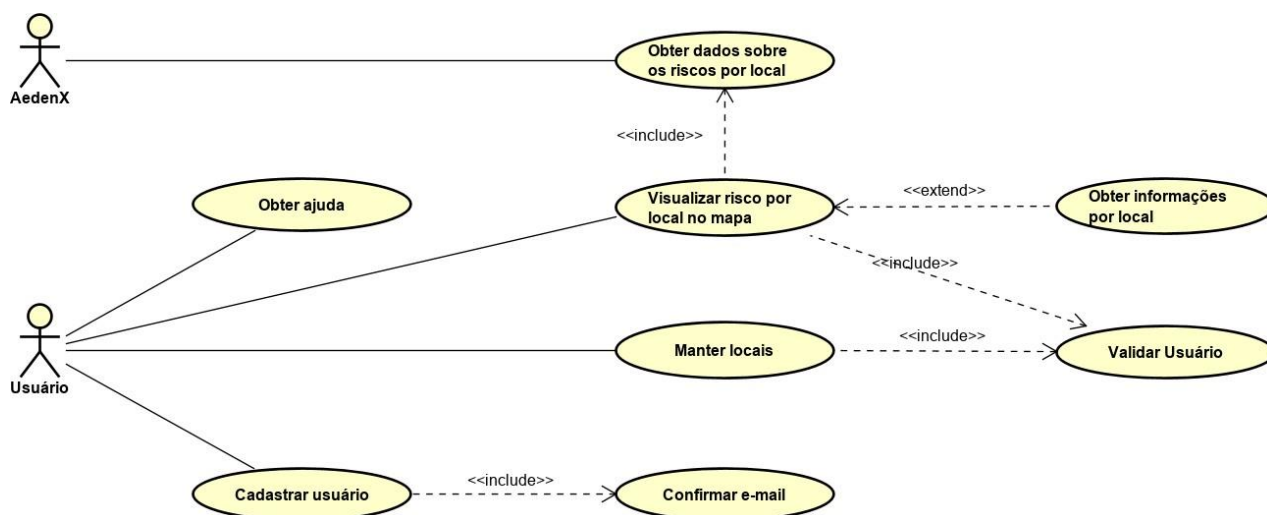 Obter dados sobre
os riscos por local
AedenX
<<include>>
Obter ajuda
Visualizar risco por
local no mapa
<<extend>>
Obter informações
por local
<<include>>
Manter locais
<<include>>
Validar Usuário
Usuário
Cadastrar usuário
<<include>>
Confirmar e-mail